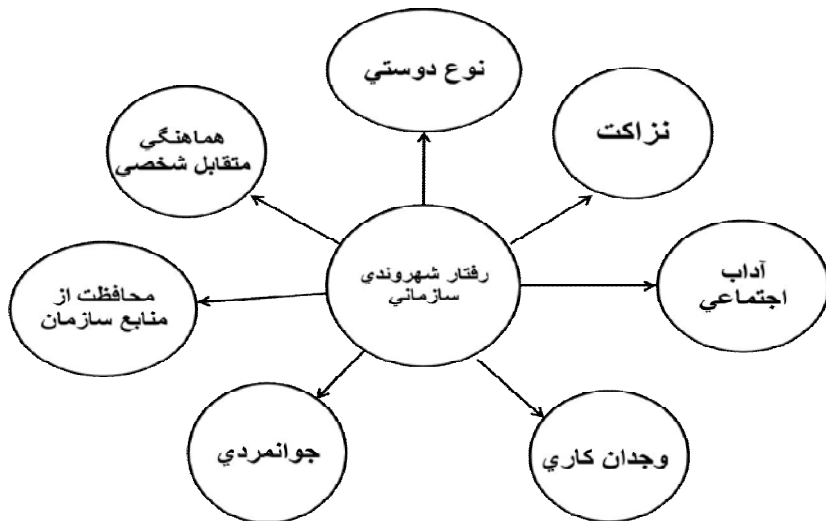 نوع دوستي
نزاكت
هماهنگي
متقابل شخصي
رفتار شهروندي
سازماني
آداب
اجتماعي
محافظت از
منابع سازمان
جوانمردي
وجدان كاري